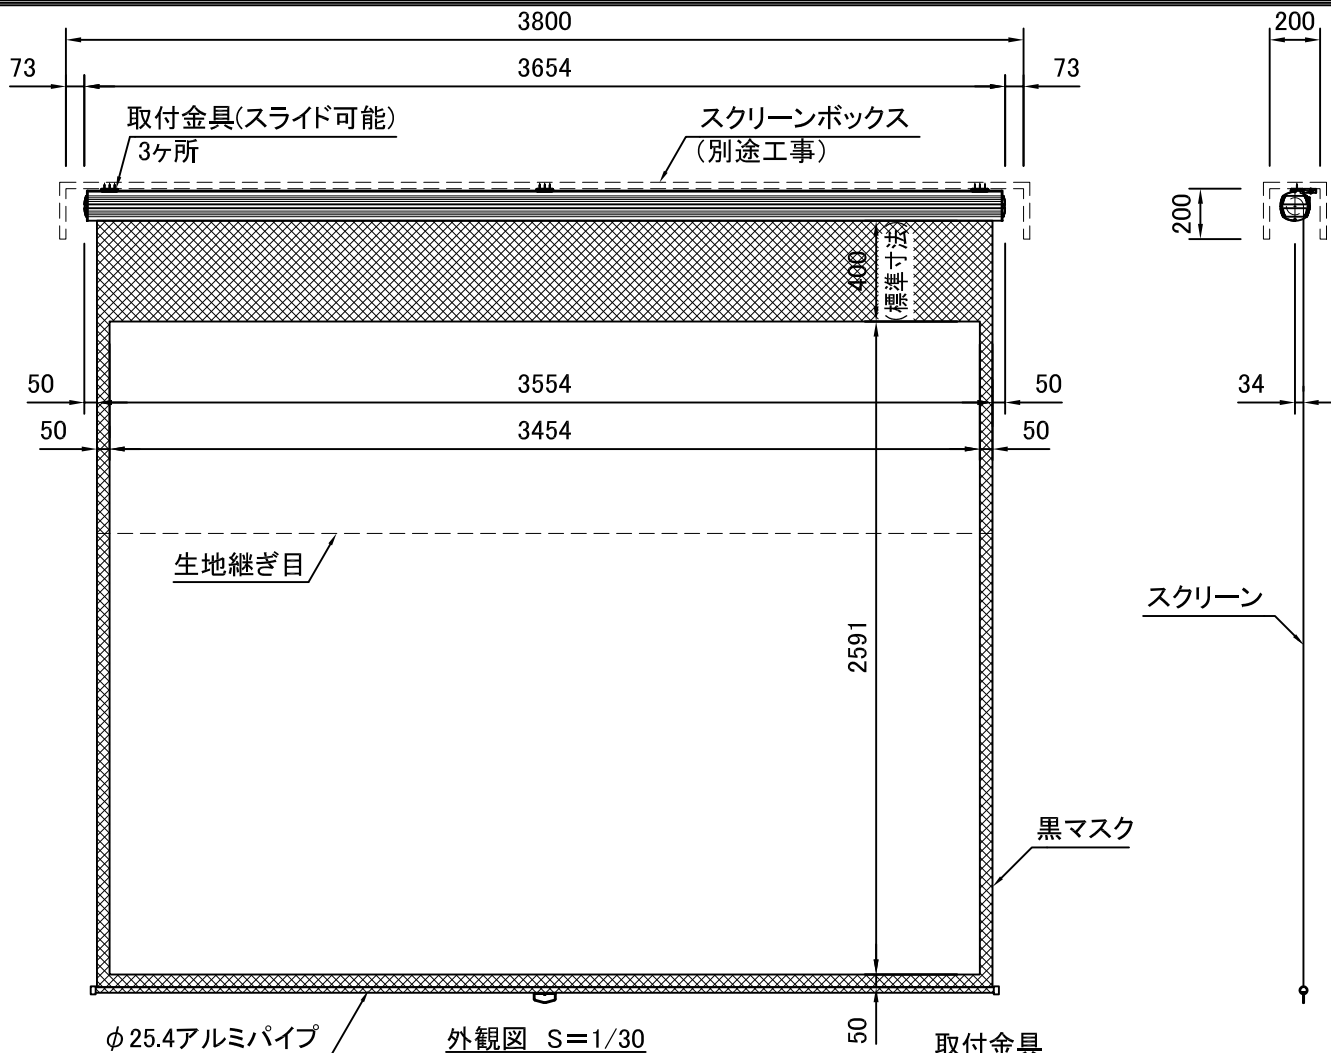 3800
200
73
3654
73
取付金具(スライド可能)
3ケ所
スクリーンボックス
(別途工事)
200
400
(標準寸法)
50
3554
50
34
50
3454
50
生地継ぎ目
スクリーン
2591
黒マスク
φ25.4アルミパイプ
外観図 S=1/30
50
取付金具